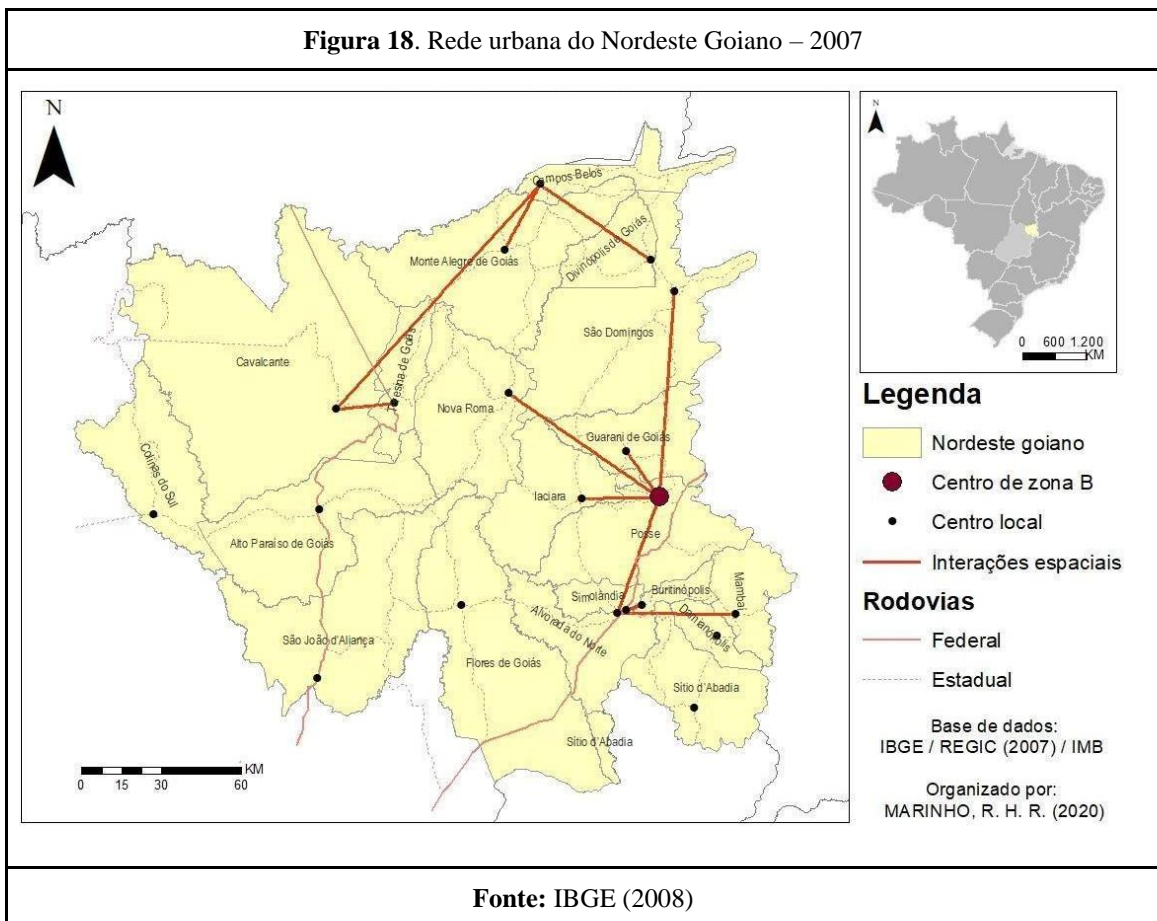 Figura 18. Rede urbana do Nordeste Goiano – 2007
N
Campos Belos
Monte Alegre de Goiás
Divinópolis de Goiás
São Domingos
Cavalcante
Teresina de Goiás
Nova Roma
Guarani de Goiás
Colinas do Sul
Iaciara
Posse
Alto Paraíso de Goiás
Simolândia
Buritinópolis
Mambaí
Damianópolis
Alvorada do Norte
São João d'Aliança
Flores de Goiás
Sítio d'Abadia
Sítio d'Abadia
KM
0 15 30 60
N
0 600 1.200
KM
Legenda
Nordeste goiano
Centro de zona B
Centro local
Interações espaciais
Rodovias
Federal
Estadual
Base de dados:
IBGE / REGIC (2007) / IMB
Organizado por:
MARINHO, R. H. R. (2020)
Fonte: IBGE (2008)